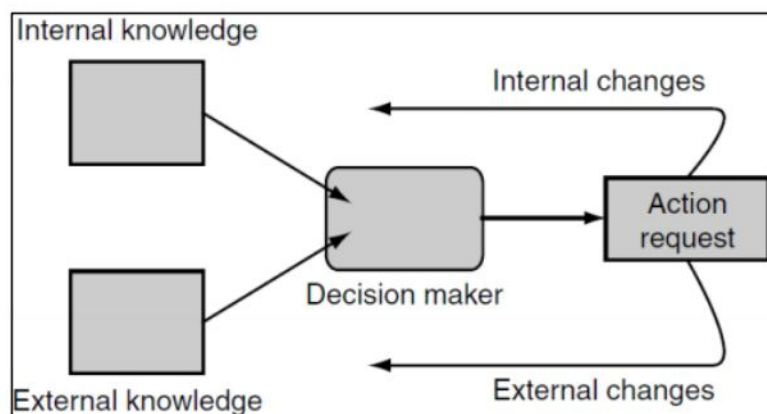 Internal knowledge
Internal changes
Action
request
Decision maker
External knowledge
External changes